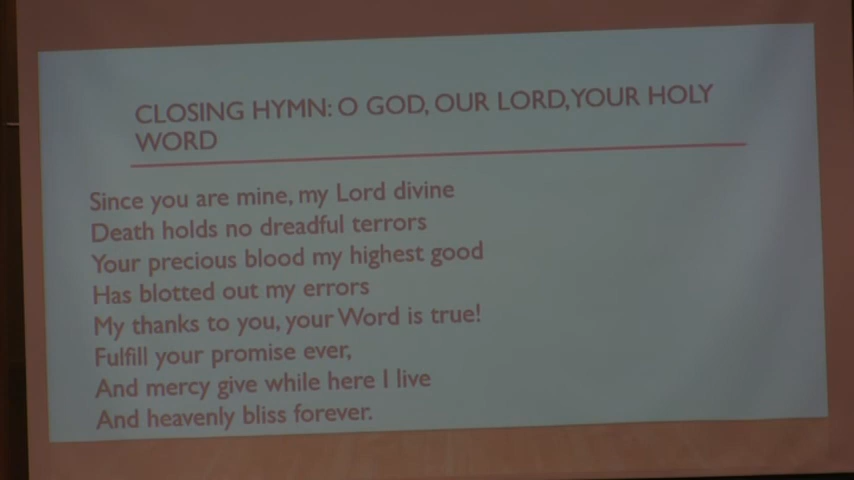 CLOSING HYMN: O GOD, OUR LORD, YOUR HOLY
WORD
Since you are mine, my Lord divine
Death holds no dreadful terrors
Your precious blood my highest good
Has blotted out my errors
My thanks to you, your Word is true!
Fulfill your promise ever,
And mercy give while here I live
And heavenly bliss forever.